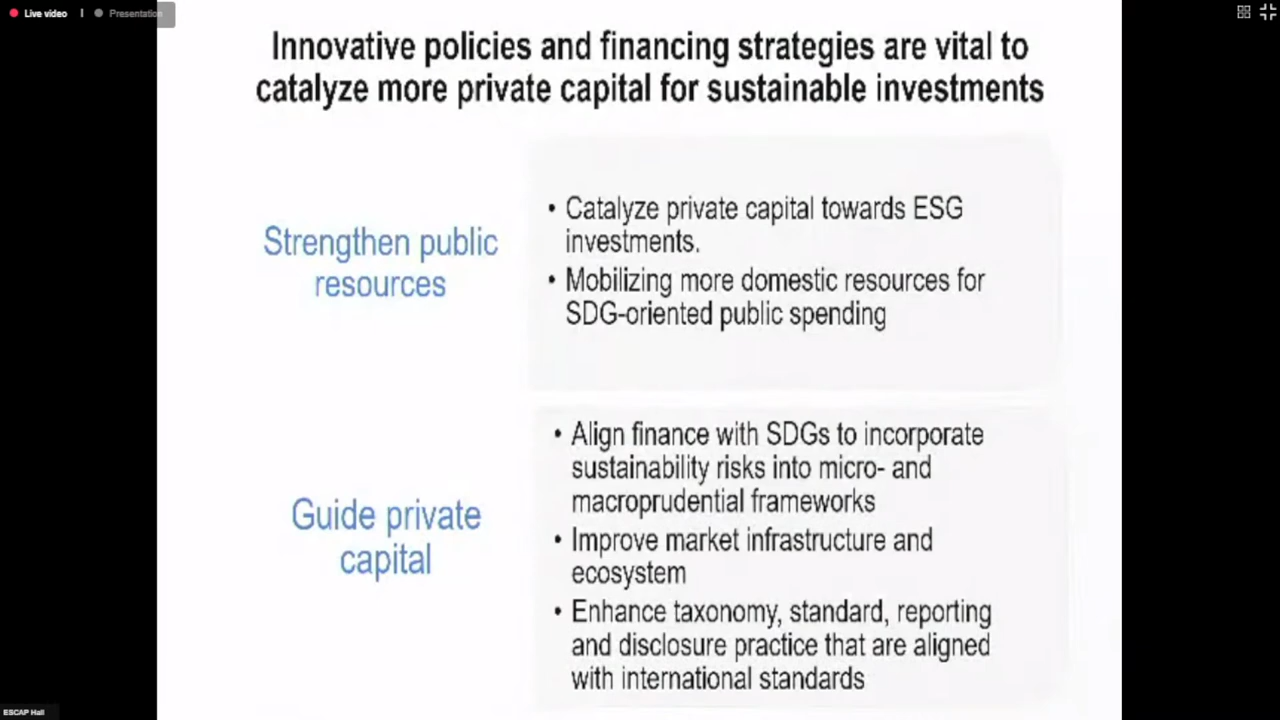 Live video
Presentation
Innovative policies and financing strategies are vital to
catalyze more private capital for sustainable investments
Strengthen public
resources
• Catalyze private capital towards ESG
investments.
• Mobilizing more domestic resources for
SDG-oriented public spending
Guide private
capital
• Align finance with SDGs to incorporate
sustainability risks into micro- and
macroprudential frameworks
• Improve market infrastructure and
ecosystem
• Enhance taxonomy, standard, reporting
and disclosure practice that are aligned
with international standards
ESCAP Hall